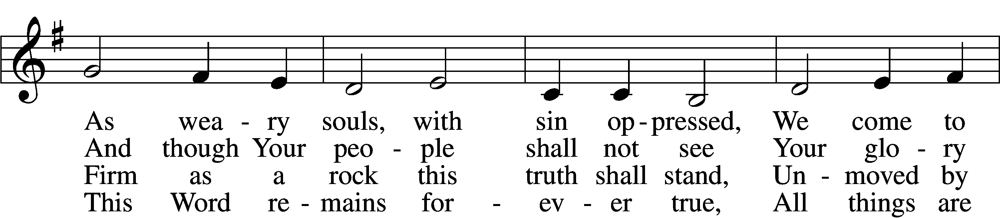 As wea - ry souls, with sin op - pressed, We come to
And though Your peo - ple shall not see Your glo - ry
Firm as a rock this truth shall stand, Un - moved by
This Word re - mains for - ev - er true, All things are